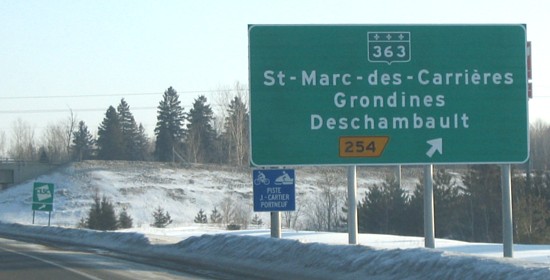 363
St-Marc-des-Carrières
Grondines
Deschambault
254
PISTE
J-CARTIER
PORTNEUF